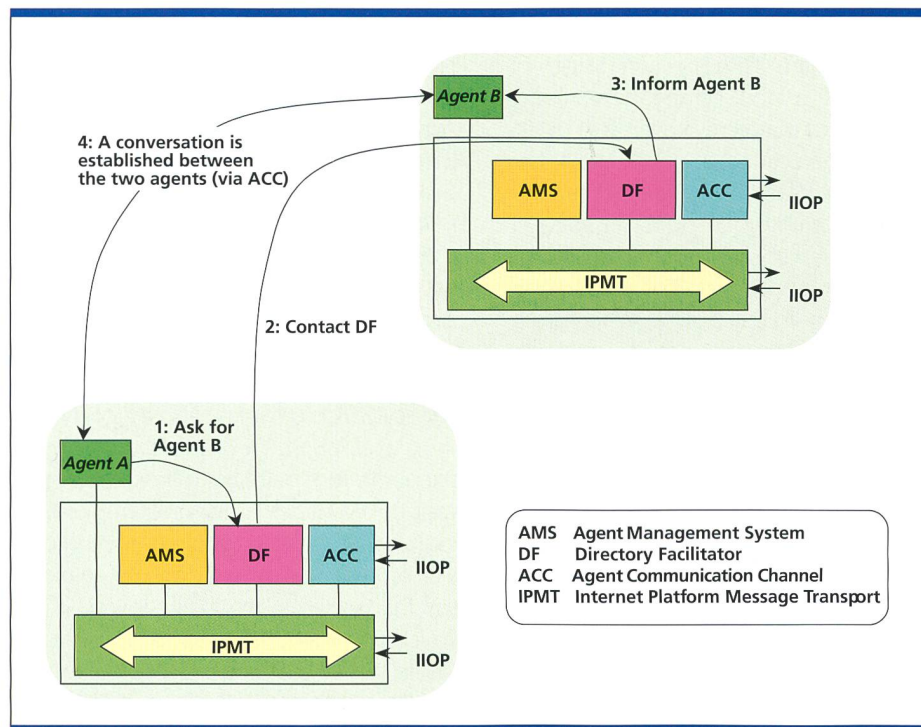 Agent B
3: Inform Agent B
4: A conversation is
established between
the two agents (via ACC)
AMS
DF
ACC
IIOP
IPMT
IIOP
2: Contact DF
1: Ask for
Agent B
Agent A
AMS
DF
ACC
IIOP
IPMT
IIOP
AMS Agent Management System
DF Directory Facilitator
ACC Agent Communication Channel
IPMT Internet Platform Message Transport